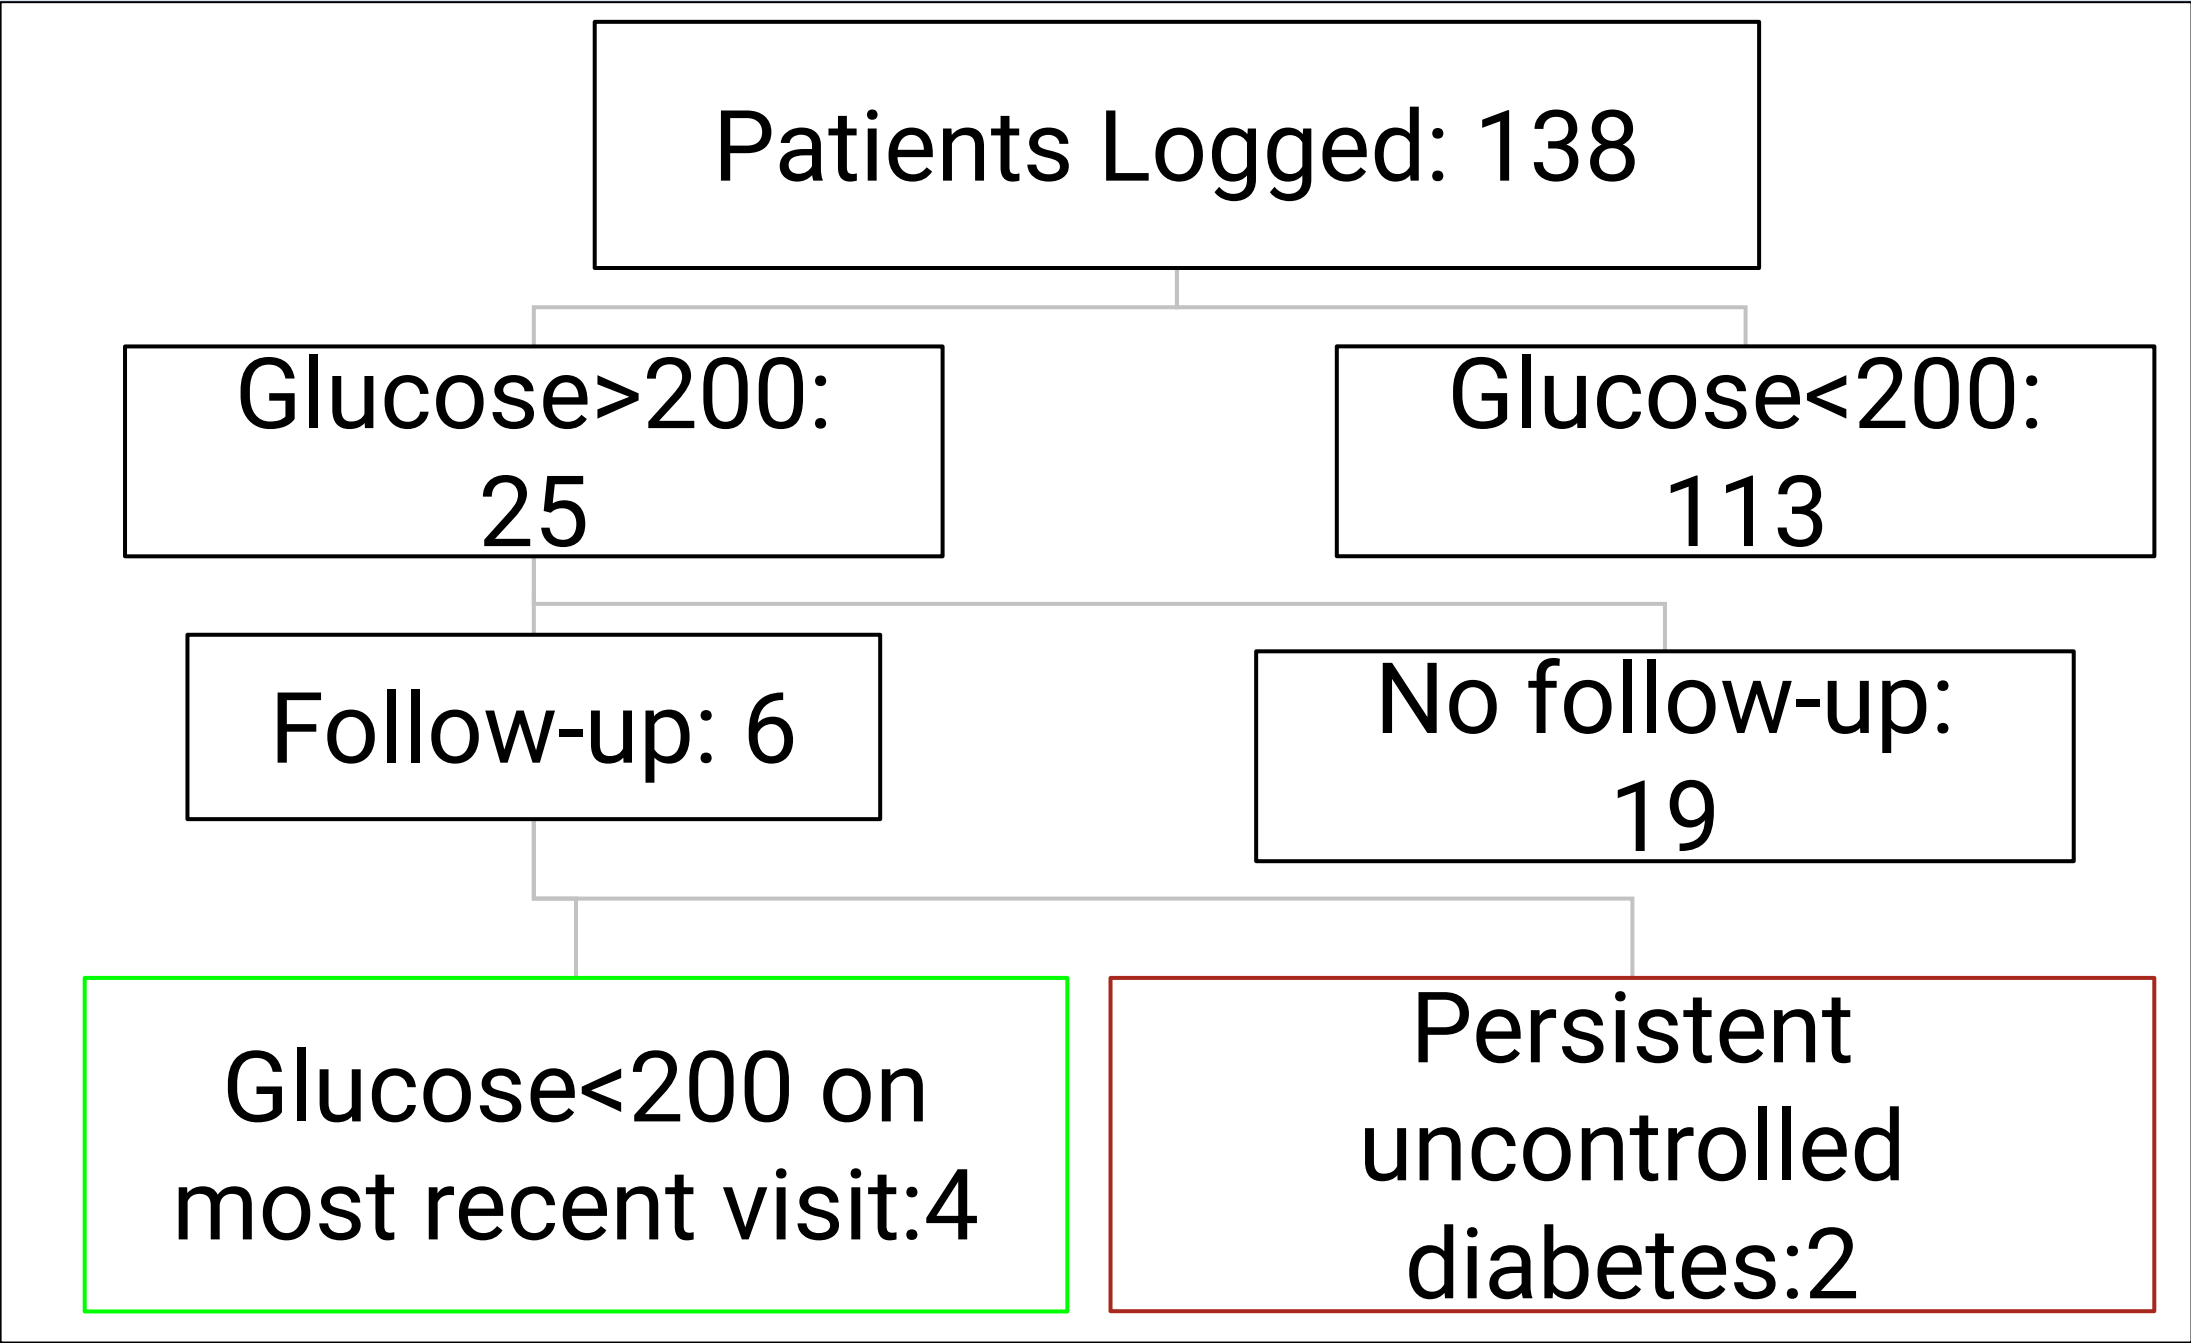 Patients Logged: 138
Glucose>200:
25
Glucose<200:
113
Follow-up: 6
No follow-up:
19
Glucose<200 on
most recent visit:4
Persistent
uncontrolled
diabetes:2